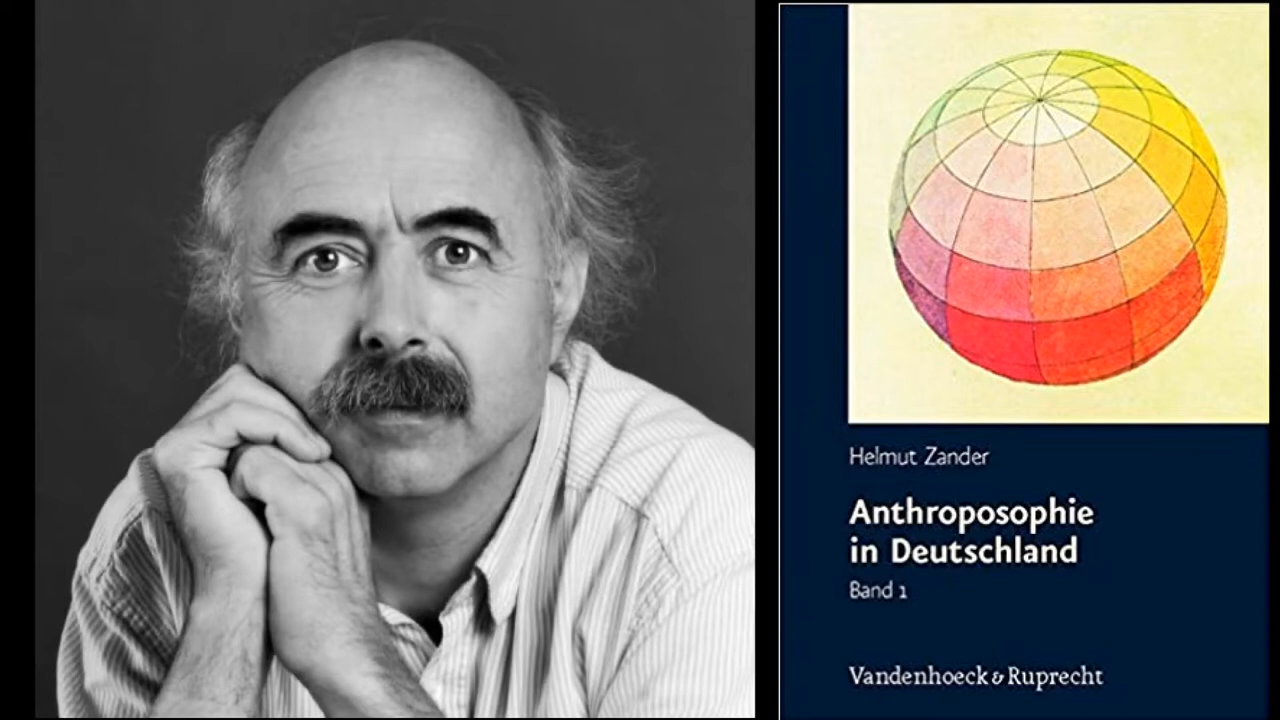 Helmut Zander
Anthroposophie
in Deutschland
Band 1
Vandenhoeck & Ruprecht